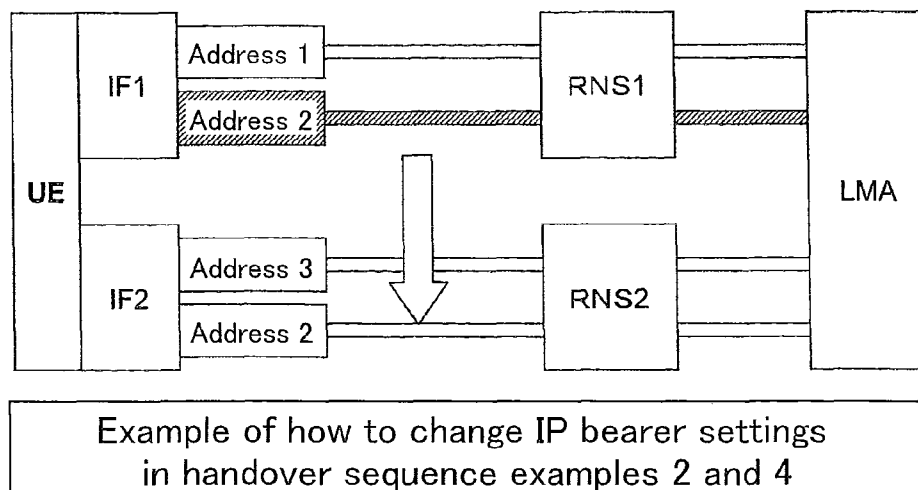 Address 1
IF1
RNS1
Address 2
UE
LMA
Address 3
IF2
RNS2
Address 2
Example of how to change IP bearer settings
in handover sequence examples 2 and 4